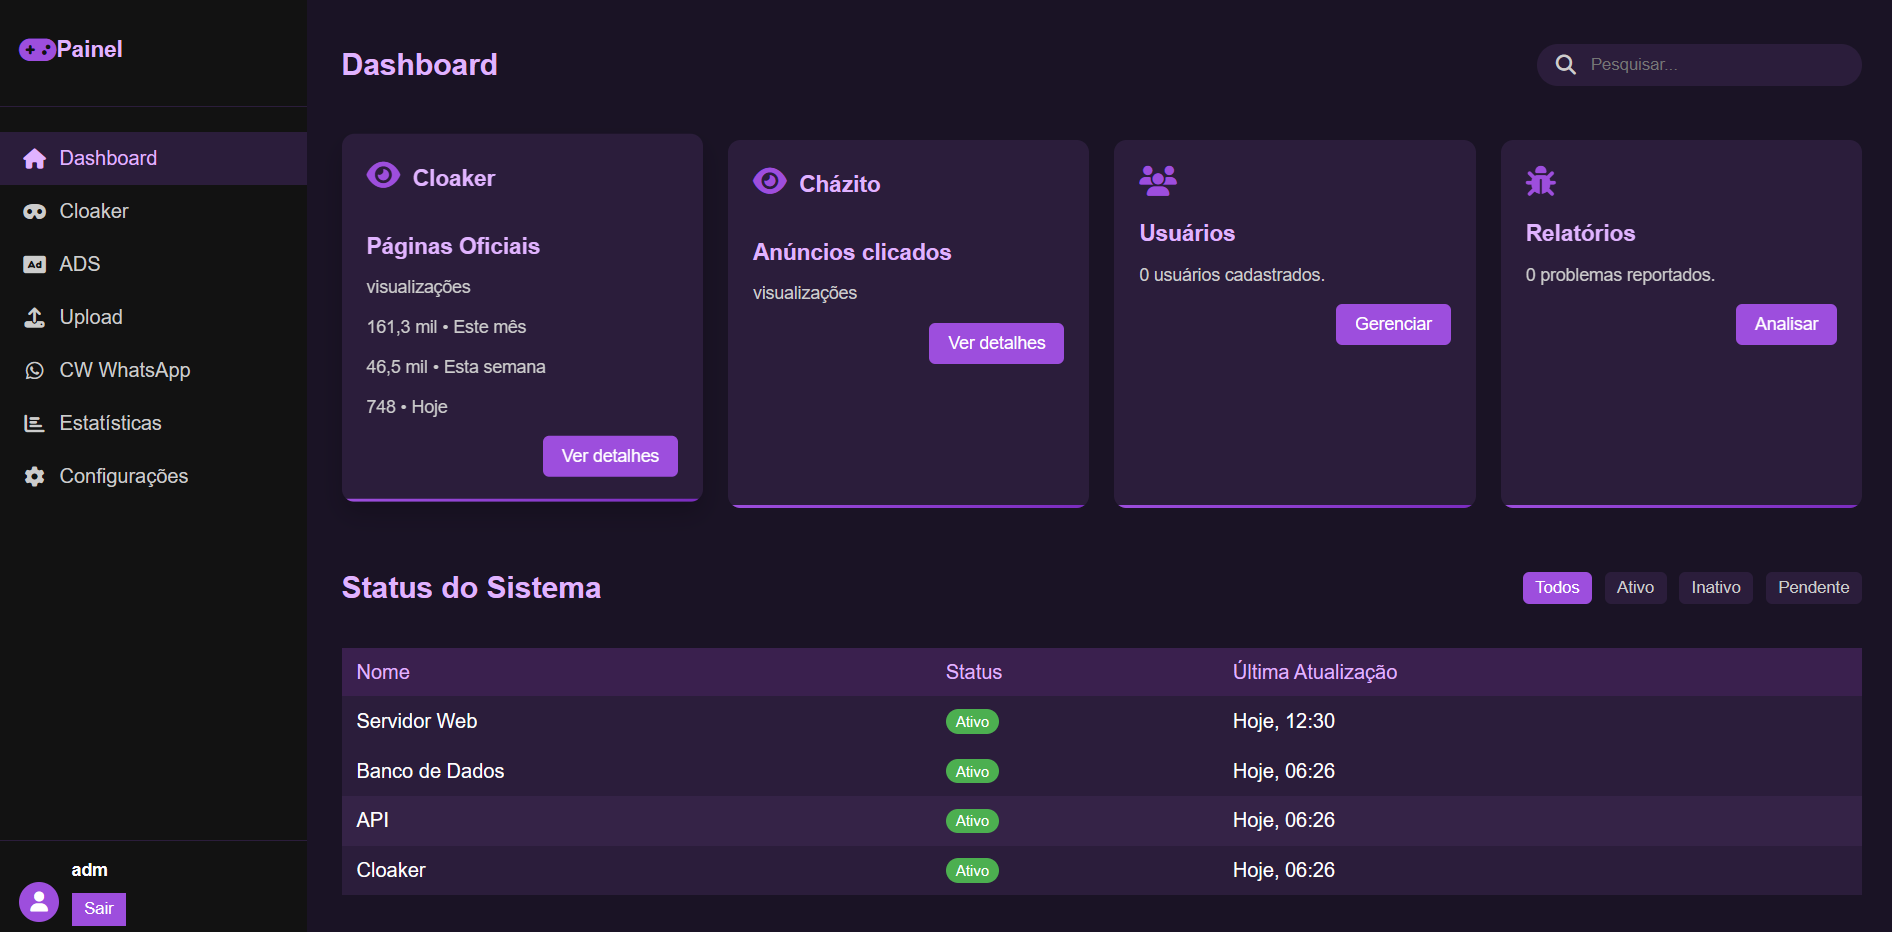 Painel
Dashboard
Cloaker
Ad ADS
Upload
CW WhatsApp
Estatísticas
Configurações
adm
Sair
Dashboard
Pesquisar...
Cloaker
Páginas Oficiais
visualizações
161,3 mil • Este mês
46,5 mil • Esta semana
748 • Hoje
Ver detalhes
Cházito
Anúncios clicados
visualizações
Ver detalhes
Usuários
0 usuários cadastrados.
Gerenciar
Relatórios
0 problemas reportados.
Analisar
Status do Sistema
Todos Ativo Inativo Pendente
Nome Status Última Atualização
Servidor Web Ativo Hoje, 12:30
Banco de Dados Ativo Hoje, 06:26
API Ativo Hoje, 06:26
Cloaker Ativo Hoje, 06:26